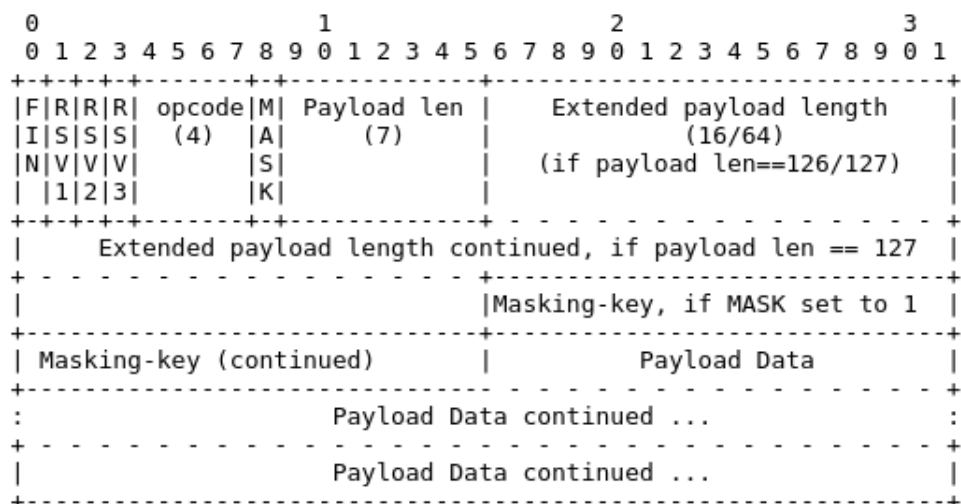 0                   1                   2                   3
 0 1 2 3 4 5 6 7 8 9 0 1 2 3 4 5 6 7 8 9 0 1 2 3 4 5 6 7 8 9 0 1
+-+-+-+-+-------+-+-------------+-------------------------------+
|F|R|R|R| opcode|M| Payload len |    Extended payload length    |
|I|S|S|S|  (4)  |A|     (7)     |             (16/64)           |
|N|V|V|V|       |S|             |   (if payload len==126/127)   |
| |1|2|3|       |K|             |                               |
+-+-+-+-+-------+-+-------------+ - - - - - - - - - - - - - - - +
|     Extended payload length continued, if payload len == 127  |
+ - - - - - - - - - - - - - - - +-------------------------------+
|                               |Masking-key, if MASK set to 1  |
+-------------------------------+-------------------------------+
| Masking-key (continued)       |          Payload Data         |
+-------------------------------- - - - - - - - - - - - - - - - +
:                     Payload Data continued ...                :
+ - - - - - - - - - - - - - - - - - - - - - - - - - - - - - - - +
|                     Payload Data continued ...                |
+---------------------------------------------------------------+